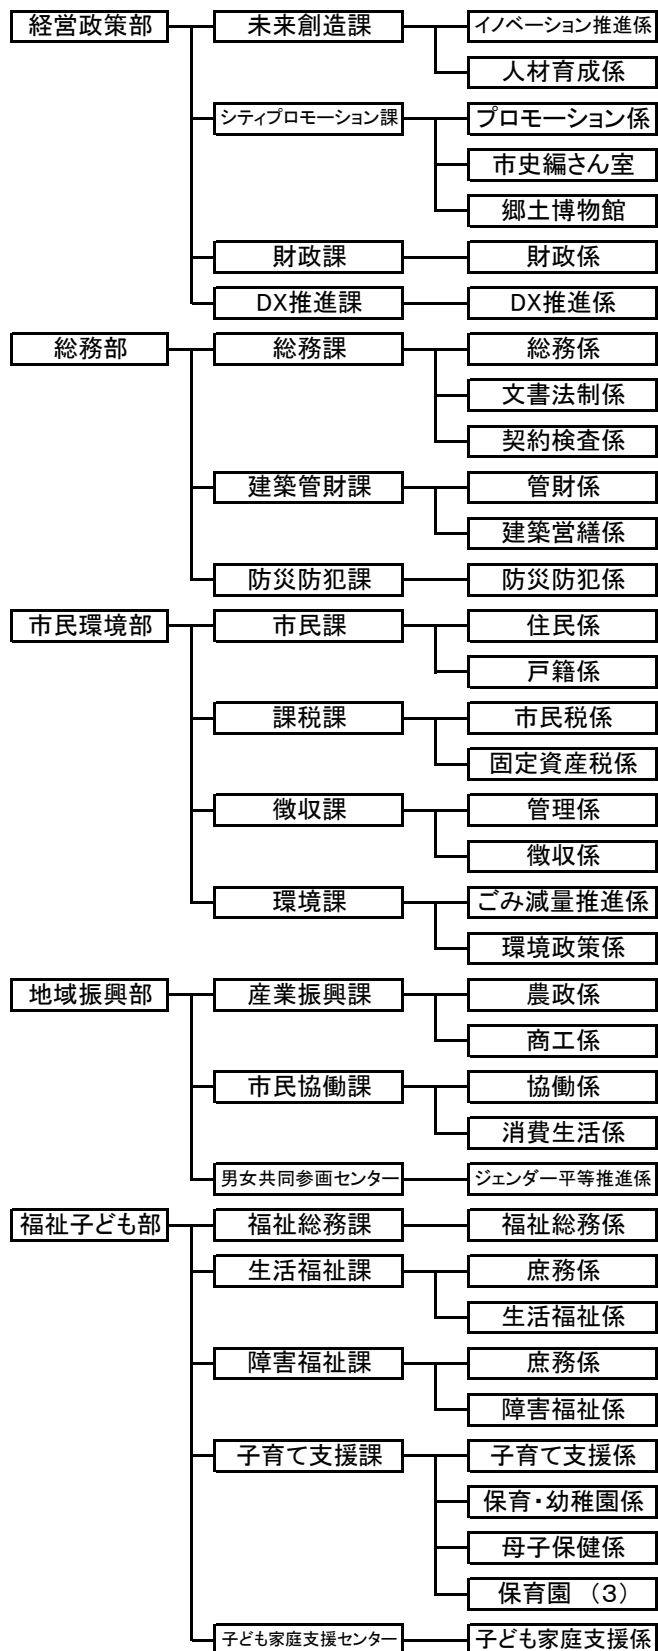 経営政策部 未来創造課 イノベーション推進係
人材育成係
シティプロモーション課 プロモーション係
市史編さん室
郷土博物館
財政課 財政係
DX推進課 DX推進係
総務部 総務課 総務係
文書法制係
契約検査係
建築管財課 管財係
建築営繕係
防災防犯課 防災防犯係
市民環境部 市民課 住民係
戸籍係
課税課 市民税係
固定資産税係
徴収課 管理係
徴収係
環境課 ごみ減量推進係
環境政策係
地域振興部 産業振興課 農政係
商工係
市民協働課 協働係
消費生活係
男女共同参画センター ジェンダー平等推進係
福祉子ども部 福祉総務課 福祉総務係
生活福祉課 庶務係
生活福祉係
障害福祉課 庶務係
障害福祉係
子育て支援課 子育て支援係
保育・幼稚園係
母子保健係
保育園 （3）
子ども家庭支援センター 子ども家庭支援係